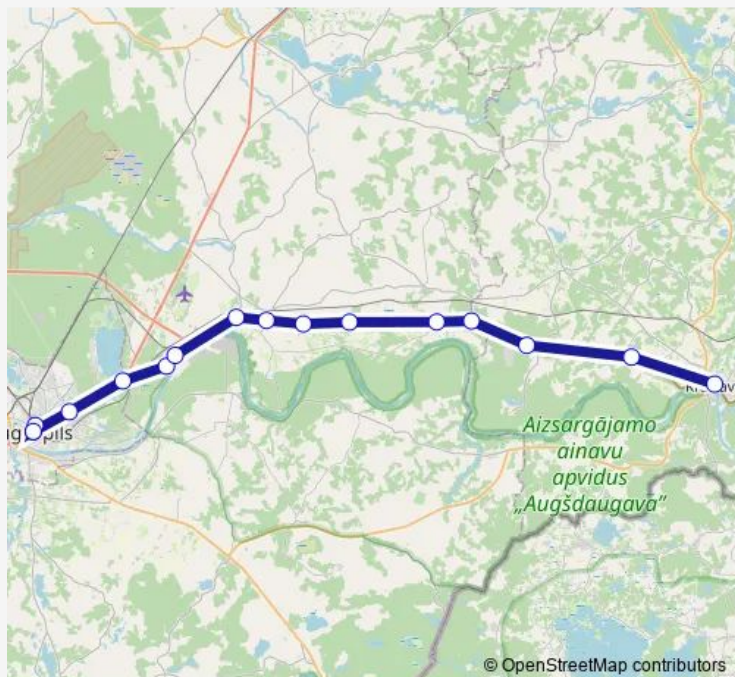 Aizsargājamo
ainavu
apvidus
„Augšdaugava”
© OpenStreetMap contributors